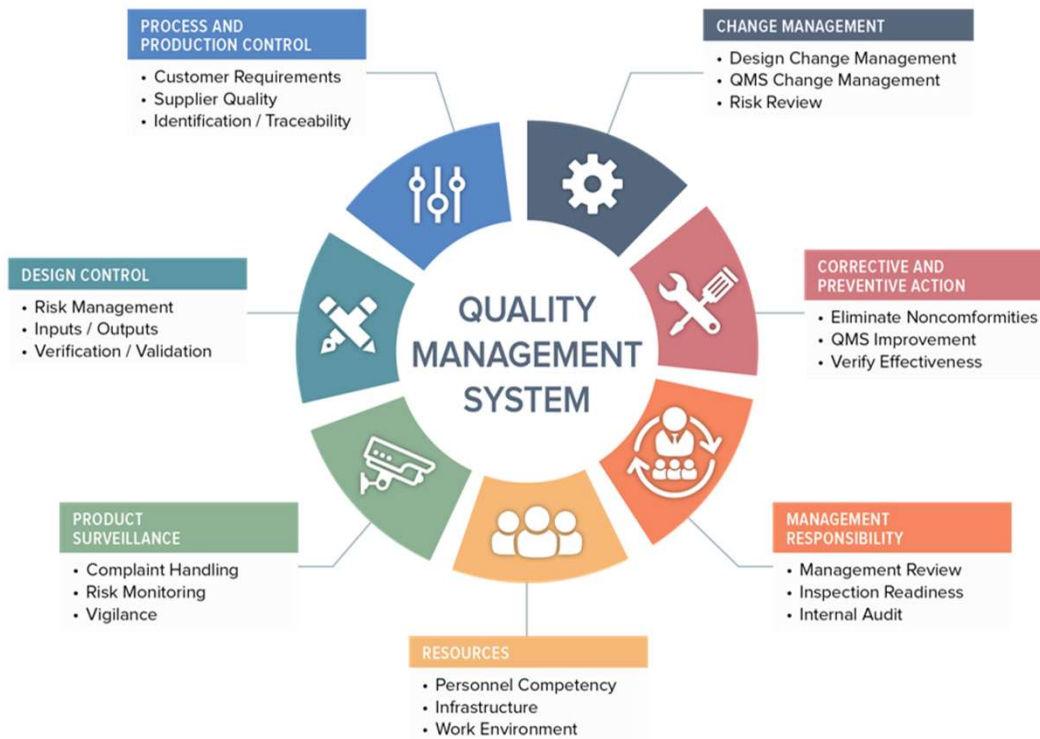 PROCESS AND
PRODUCTION CONTROL
• Customer Requirements
• Supplier Quality
• Identification / Traceability
CHANGE MANAGEMENT
• Design Change Management
• QMS Change Management
• Risk Review
DESIGN CONTROL
• Risk Management
• Inputs / Outputs
• Verification / Validation
QUALITY
MANAGEMENT
SYSTEM
CORRECTIVE AND
PREVENTIVE ACTION
• Eliminate Noncomformities
• QMS Improvement
• Verify Effectiveness
PRODUCT
SURVEILLANCE
• Complaint Handling
• Risk Monitoring
• Vigilance
MANAGEMENT
RESPONSIBILITY
• Management Review
• Inspection Readiness
• Internal Audit
RESOURCES
• Personnel Competency
• Infrastructure
• Work Environment